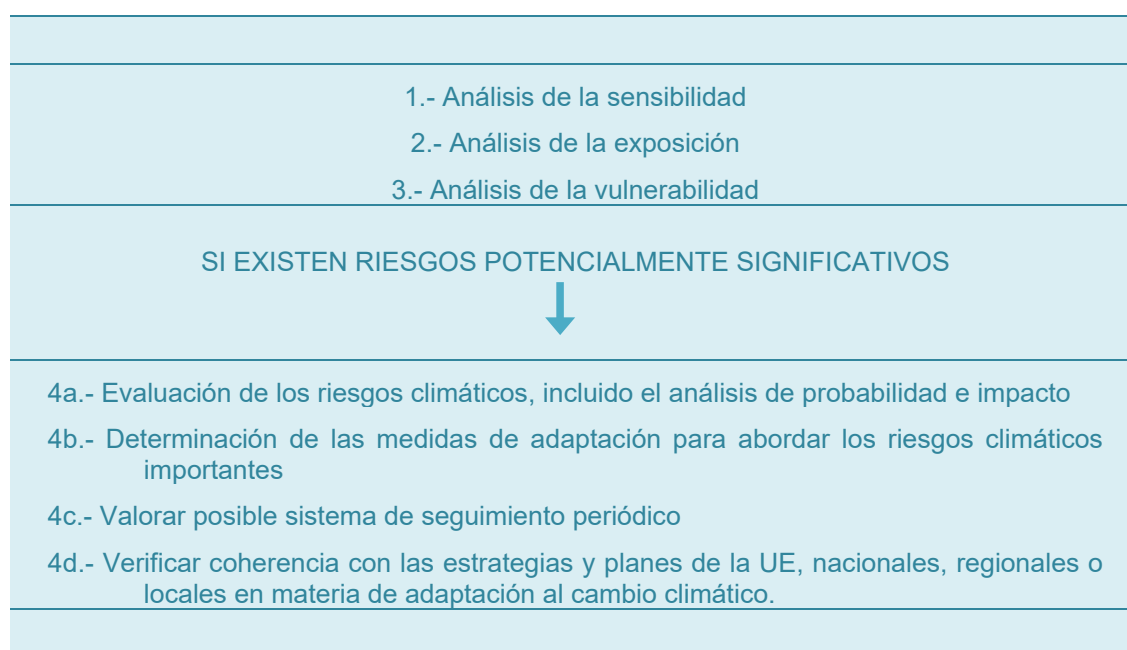 1.- Análisis de la sensibilidad
2.- Análisis de la exposición
3.- Análisis de la vulnerabilidad
SI EXISTEN RIESGOS POTENCIALMENTE SIGNIFICATIVOS
4a.- Evaluación de los riesgos climáticos, incluido el análisis de probabilidad e impacto
4b.- Determinación de las medidas de adaptación para abordar los riesgos climáticos
importantes
4c.- Valorar posible sistema de seguimiento periódico
4d.- Verificar coherencia con las estrategias y planes de la UE, nacionales, regionales o
locales en materia de adaptación al cambio climático.